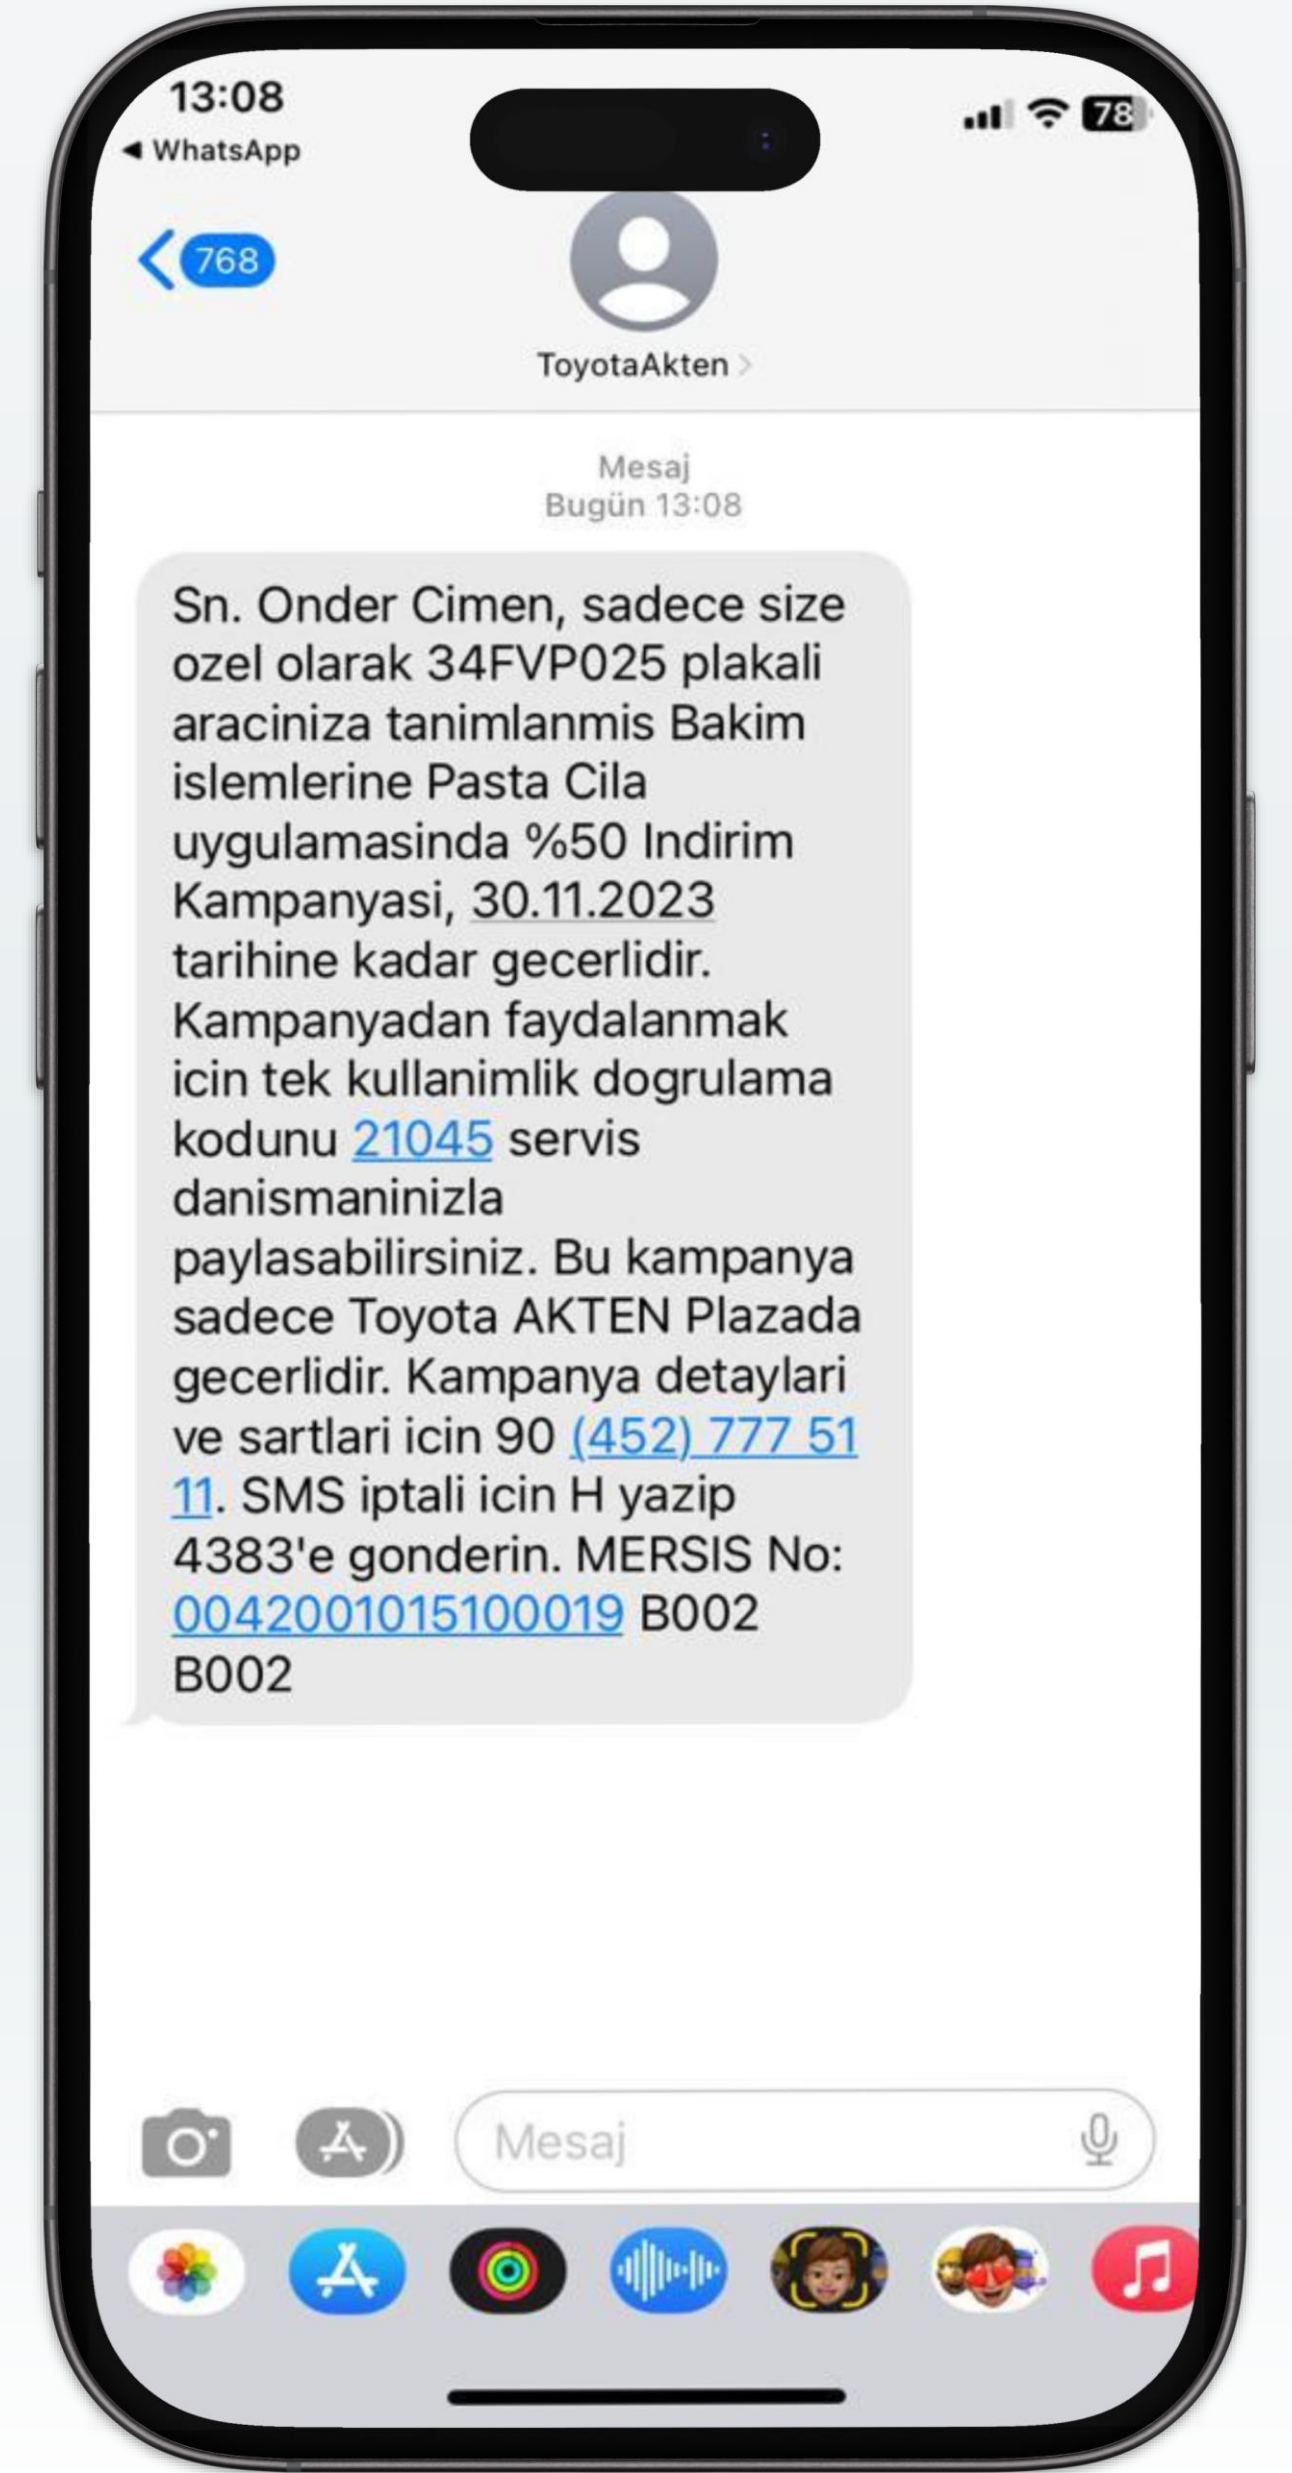 13:08
78
◀ WhatsApp
768
ToyotaAkten >
Mesaj
Bugün 13:08
Sn. Onder Cimen, sadece size
ozel olarak 34FVP025 plakali
araciniza tanimlanmis Bakim
islemlerine Pasta Cila
uygulamasinda %50 Indirim
Kampanyasi, 30.11.2023
tarihine kadar gecerlidir.
Kampanyadan faydalanmak
icin tek kullanimlik dogrulama
kodunu 21045 servis
danismaninizla
paylasabilirsiniz. Bu kampanya
sadece Toyota AKTEN Plazada
gecerlidir. Kampanya detaylari
ve sartlari icin 90 (452) 777 51
11. SMS iptali icin H yazip
4383'e gonderin. MERSIS No:
0042001015100019 B002
B002
Mesaj